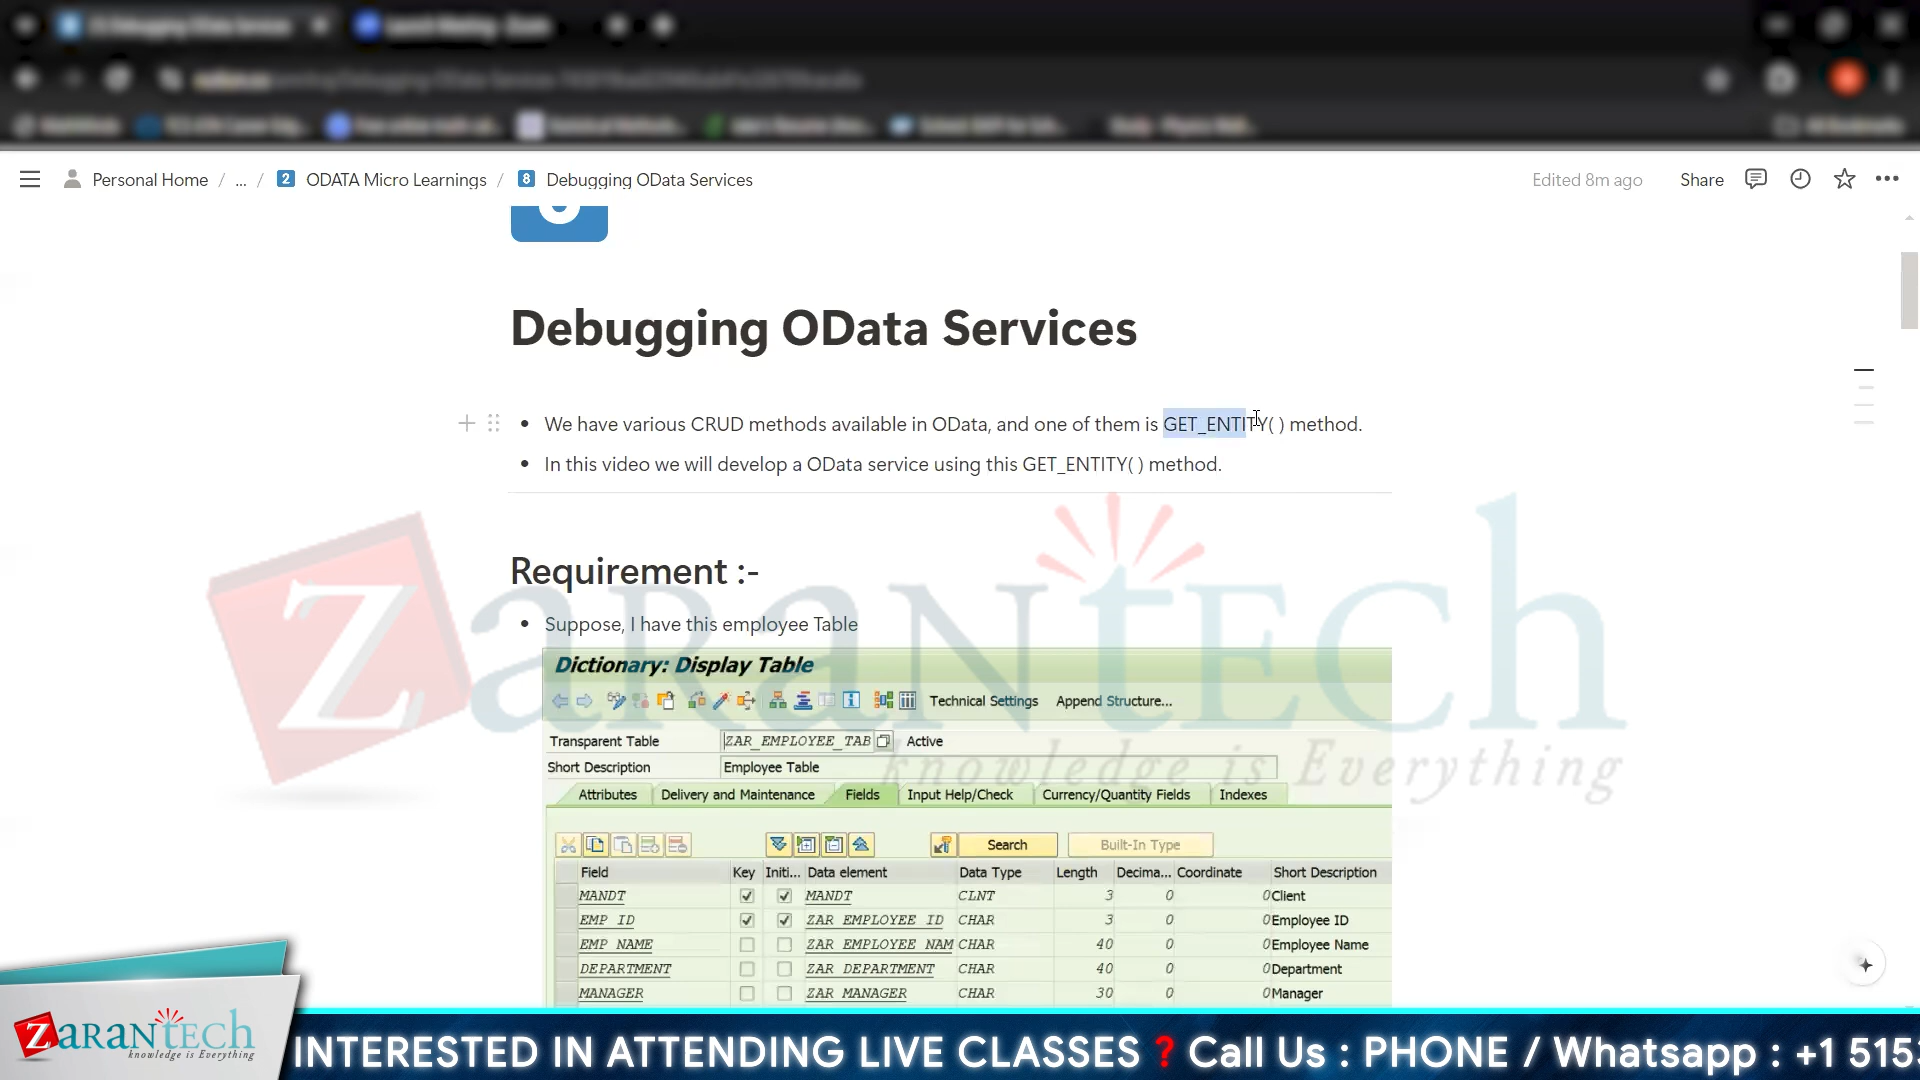 Personal Home / ... / 2 ODATA Micro Learnings / 8 Debugging OData Services
Edited 8m ago Share
Debugging OData Services
• We have various CRUD methods available in OData, and one of them is GET_ENTITY( ) method.
• In this video we will develop a OData service using this GET_ENTITY( ) method.
Requirement :-
• Suppose, I have this employee Table
Dictionary: Display Table
Technical Settings Append Structure...
Transparent Table ZAR_EMPLOYEE_TAB Active
Short Description Employee Table
Attributes Delivery and Maintenance Fields Input Help/Check Currency/Quantity Fields Indexes
Search Built-In Type
Field Key Initi... Data element Data Type Length Decima... Coordinate Short Description
MANDT MANDT CLNT 3 0 0 Client
EMP_ID ZAR_EMPLOYEE_ID CHAR 3 0 0 Employee ID
EMP_NAME ZAR_EMPLOYEE_NAM CHAR 40 0 0 Employee Name
DEPARTMENT ZAR_DEPARTMENT CHAR 40 0 0 Department
MANAGER ZAR_MANAGER CHAR 30 0 0 Manager
ZARANTECH
knowledge is Everything
ZARANTECH
knowledge is Everything
INTERESTED IN ATTENDING LIVE CLASSES ❓ Call Us : PHONE / Whatsapp : +1 515